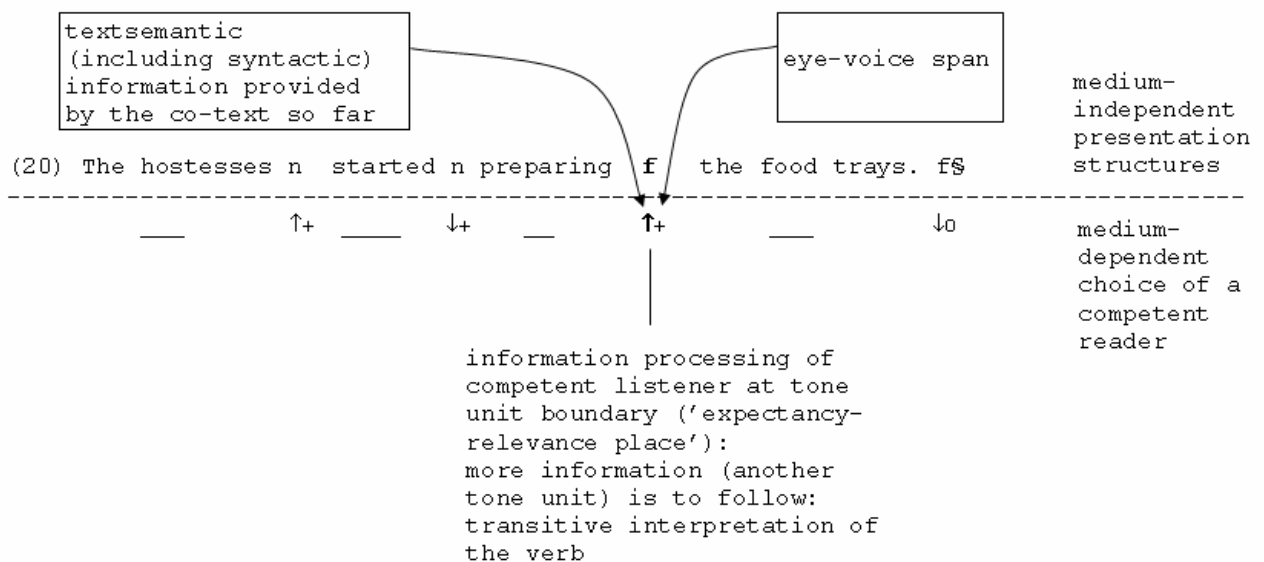 textsemantic
(including syntactic)
information provided
by the co-text so far
eye-voice span
medium-
independent
presentation
structures
(20) The hostesses n started n preparing f the food trays. f§
___ ↑+ ____ ↓+ __ ↑+ ___ ↓o
medium-
dependent
choice of a
competent
reader
information processing of
competent listener at tone
unit boundary ('expectancy-
relevance place'):
more information (another
tone unit) is to follow:
transitive interpretation of
the verb